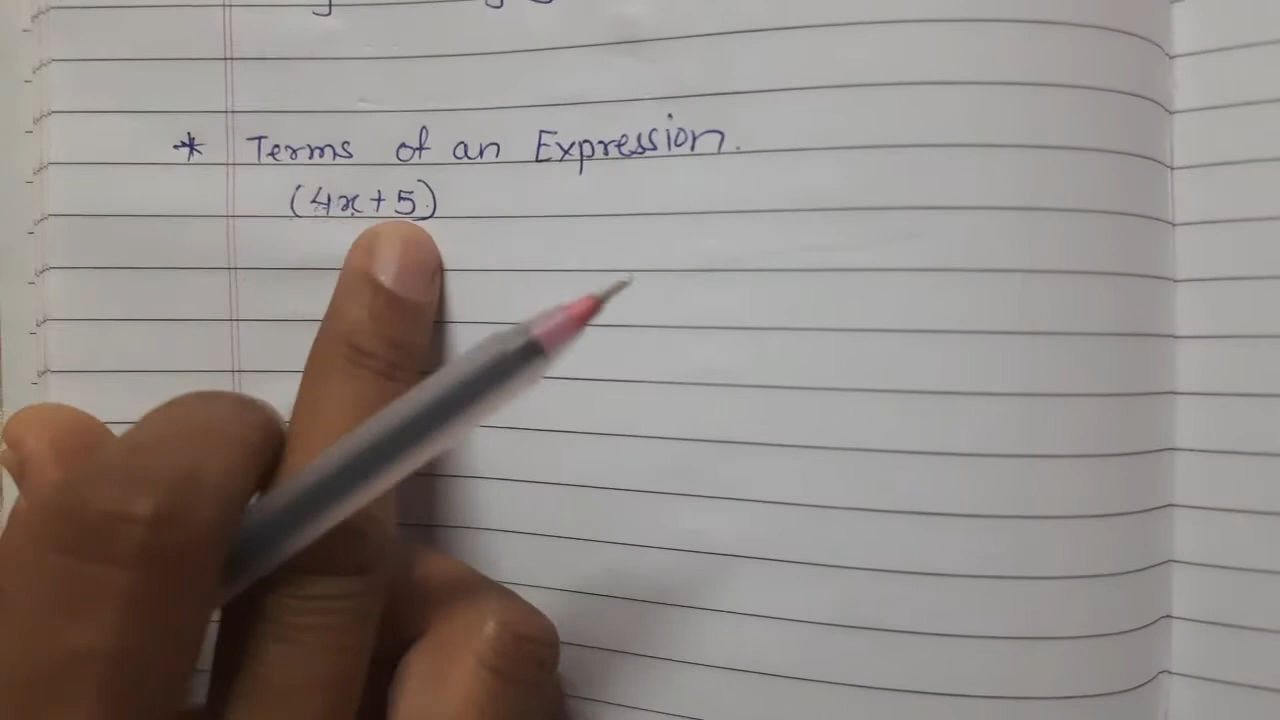 * Terms of an Expression.
(4x+5)